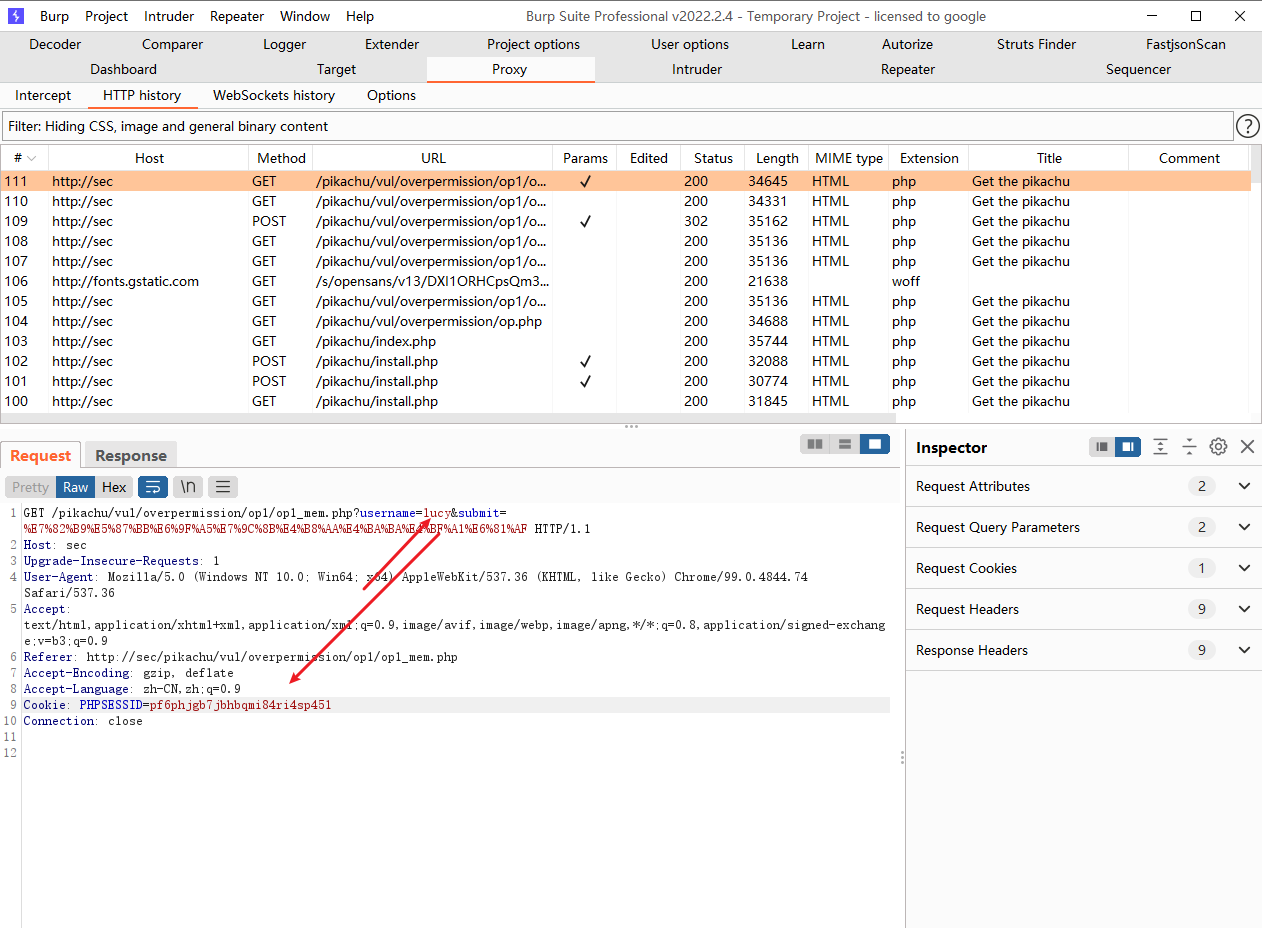 Burp Project Intruder Repeater Window Help Burp Suite Professional v2022.2.4 - Temporary Project - licensed to google
Decoder Comparer Logger Extender Project options User options Learn Autorize Struts Finder FastjsonScan
Dashboard Target Proxy Intruder Repeater Sequencer
Intercept HTTP history WebSockets history Options
Filter: Hiding CSS, image and general binary content ?
# Host Method URL Params Edited Status Length MIME type Extension Title Comment
111 http://sec GET /pikachu/vul/overpermission/op1/o... ✓ 200 34645 HTML php Get the pikachu
110 http://sec GET /pikachu/vul/overpermission/op1/o... 200 34331 HTML php Get the pikachu
109 http://sec POST /pikachu/vul/overpermission/op1/o... ✓ 302 35162 HTML php Get the pikachu
108 http://sec GET /pikachu/vul/overpermission/op1/o... 200 35136 HTML php Get the pikachu
107 http://sec GET /pikachu/vul/overpermission/op1/o... 200 35136 HTML php Get the pikachu
106 http://fonts.gstatic.com GET /s/opensans/v13/DXI1ORHCpsQm3... 200 21638 woff
105 http://sec GET /pikachu/vul/overpermission/op1/o... 200 35136 HTML php Get the pikachu
104 http://sec GET /pikachu/vul/overpermission/op.php 200 34688 HTML php Get the pikachu
103 http://sec GET /pikachu/index.php 200 35744 HTML php Get the pikachu
102 http://sec POST /pikachu/install.php ✓ 200 32088 HTML php Get the pikachu
101 http://sec POST /pikachu/install.php ✓ 200 30774 HTML php Get the pikachu
100 http://sec GET /pikachu/install.php 200 31845 HTML php Get the pikachu
Request Response
Pretty Raw Hex \n
1 GET /pikachu/vul/overpermission/op1/op1_mem.php?username=lucy&submit=
%E7%82%B9%E5%87%BB%E6%9F%A5%E7%9C%8B%E4%B8%AA%E4%BA%BA%E4%BF%A1%E6%81%AF HTTP/1.1
2 Host: sec
3 Upgrade-Insecure-Requests: 1
4 User-Agent: Mozilla/5.0 (Windows NT 10.0; Win64; x64) AppleWebKit/537.36 (KHTML, like Gecko) Chrome/99.0.4844.74
Safari/537.36
5 Accept:
text/html,application/xhtml+xml,application/xml;q=0.9,image/avif,image/webp,image/apng,*/*;q=0.8,application/signed-exchang
e;v=b3;q=0.9
6 Referer: http://sec/pikachu/vul/overpermission/op1/op1_mem.php
7 Accept-Encoding: gzip, deflate
8 Accept-Language: zh-CN,zh;q=0.9
9 Cookie: PHPSESSID=pf6phjgb7jbhbqmi84ri4sp451
10 Connection: close
11
12
Inspector
Request Attributes 2
Request Query Parameters 2
Request Cookies 1
Request Headers 9
Response Headers 9